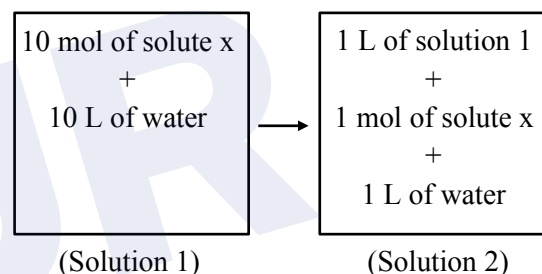 10 mol of solute x
+
10 L of water
(Solution 1)
1 L of solution 1
+
1 mol of solute x
+
1 L of water
(Solution 2)